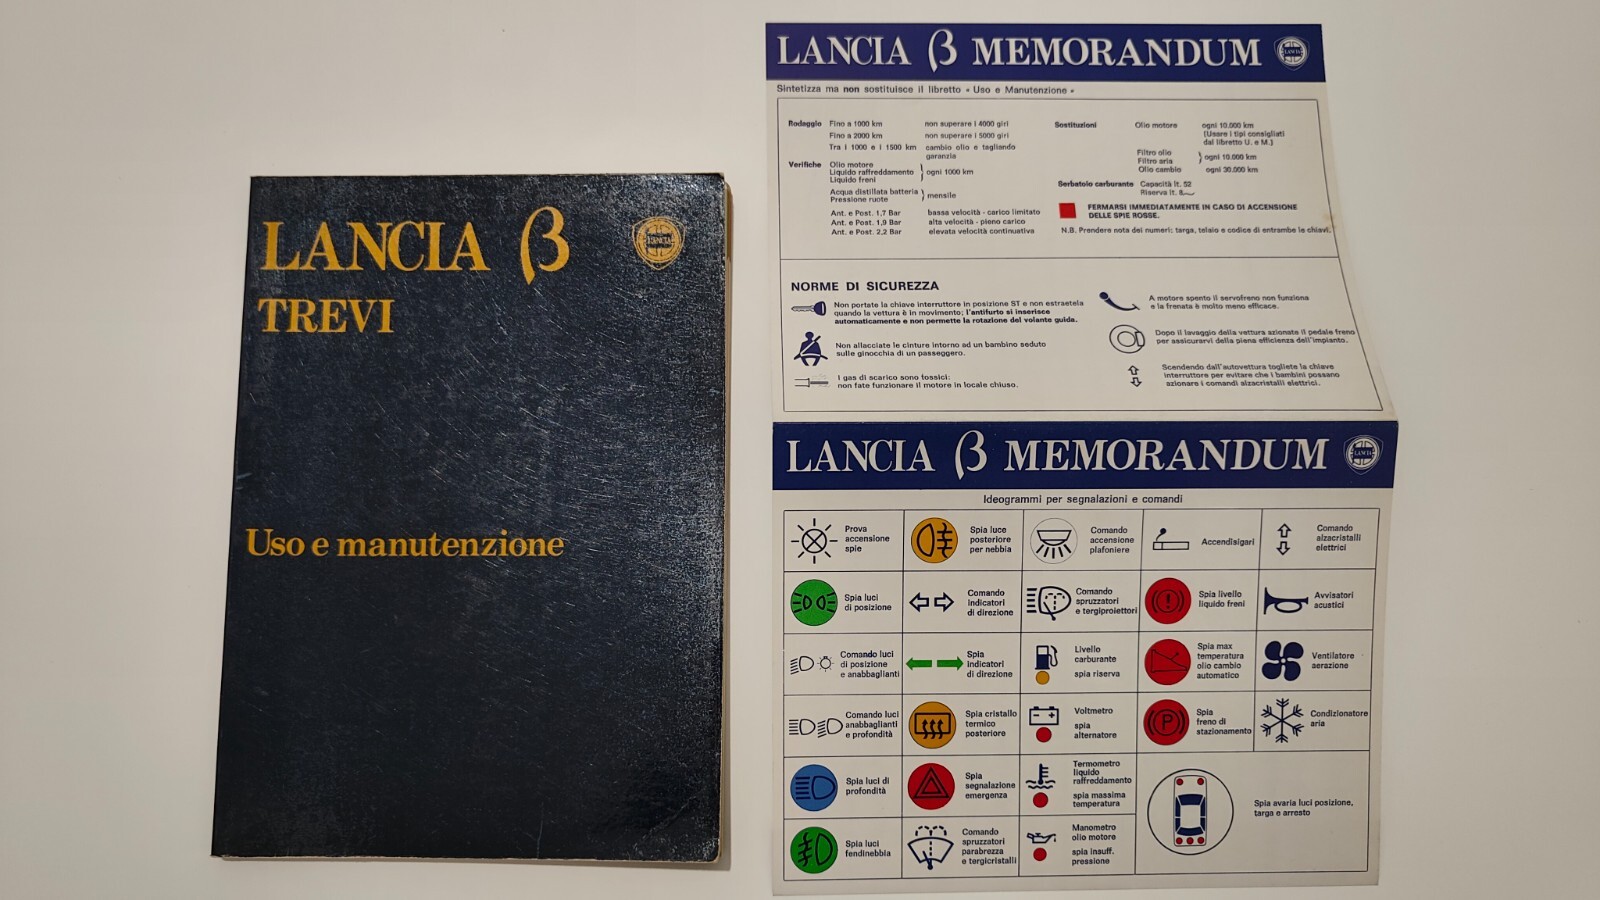 LANCIA β
LANCIA
TREVI
Uso e manutenzione
LANCIA β MEMORANDUM
LANCIA
Sintetizza ma non sostituisce il libretto « Uso e Manutenzione »
Rodaggio Fino a 1000 km non superare i 4000 giri
Fino a 2000 km non superare i 5000 giri
Tra i 1000 e i 1500 km cambio olio e tagliando
garanzia
Verifiche Olio motore
Liquido raffreddamento
Liquido freni
} ogni 1000 km
Acqua distillata batteria
Pressione ruote
} mensile
Ant. e Post. 1,7 Bar bassa velocità - carico limitato
Ant. e Post. 1,9 Bar alta velocità - pieno carico
Ant. e Post. 2,2 Bar elevata velocità continuativa
Sostituzioni Olio motore ogni 10.000 km
(Usare i tipi consigliati
dal libretto U. e M.)
Filtro olio
Filtro aria
} ogni 10.000 km
Olio cambio ogni 30.000 km
Serbatoio carburante Capacità lt. 52
Riserva lt. 8
FERMARSI IMMEDIATAMENTE IN CASO DI ACCENSIONE
DELLE SPIE ROSSE.
N.B. Prendere nota dei numeri: targa, telaio e codice di entrambe le chiavi.
NORME DI SICUREZZA
Non portate la chiave interruttore in posizione ST e non estraetela
quando la vettura è in movimento; l'antifurto si inserisce
automaticamente e non permette la rotazione del volante guida.
Non allacciate le cinture intorno ad un bambino seduto
sulle ginocchia di un passeggero.
I gas di scarico sono tossici:
non fate funzionare il motore in locale chiuso.
A motore spento il servofreno non funziona
e la frenata è molto meno efficace.
Dopo il lavaggio della vettura azionate il pedale freno
per assicurarvi della piena efficienza dell'impianto.
Scendendo dall'autovettura togliete la chiave
interruttore per evitare che i bambini possano
azionare i comandi alzacristalli elettrici.
LANCIA β MEMORANDUM
LANCIA
Ideogrammi per segnalazioni e comandi
Prova
accensione
spie
Spia luce
posteriore
per nebbia
Comando
accensione
plafoniere
Accendisigari
Comando
alzacristalli
elettrici
Spia luci
di posizione
Comando
indicatori
di direzione
Comando
spruzzatori
e tergiproiettori
Spia livello
liquido freni
Avvisatori
acustici
Comando luci
di posizione
e anabbaglianti
Spia
indicatori
di direzione
Livello
carburante
spia riserva
Spia max
temperatura
olio cambio
automatico
Ventilatore
aerazione
Comando luci
anabbaglianti
e profondità
Spia cristallo
termico
posteriore
Voltmetro
spia
alternatore
P
Spia
freno di
stazionamento
Condizionatore
aria
Spia luci di
profondità
Spia
segnalazione
emergenza
Termometro
liquido
raffreddamento
spia massima
temperatura
Spia avaria luci posizione,
targa e arresto
Spia luci
fendinebbia
Comando
spruzzatori
parabrezza
e tergicristalli
Manometro
olio motore
spia insuff.
pressione